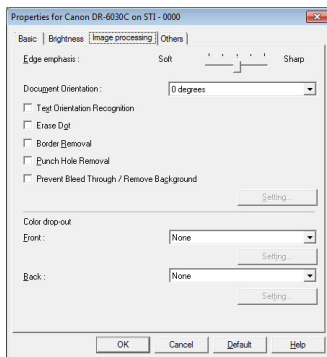 Properties for Canon DR-6030C on STI - 0000
Basic Brightness Image processing Others
Edge emphasis : Soft Sharp
Document Orientation : 0 degrees
Text Orientation Recognition
Erase Dot
Border Removal
Punch Hole Removal
Prevent Bleed Through / Remove Background
Setting...
Color drop-out
Front : None
Setting...
Back : None
Setting...
OK Cancel Default Help